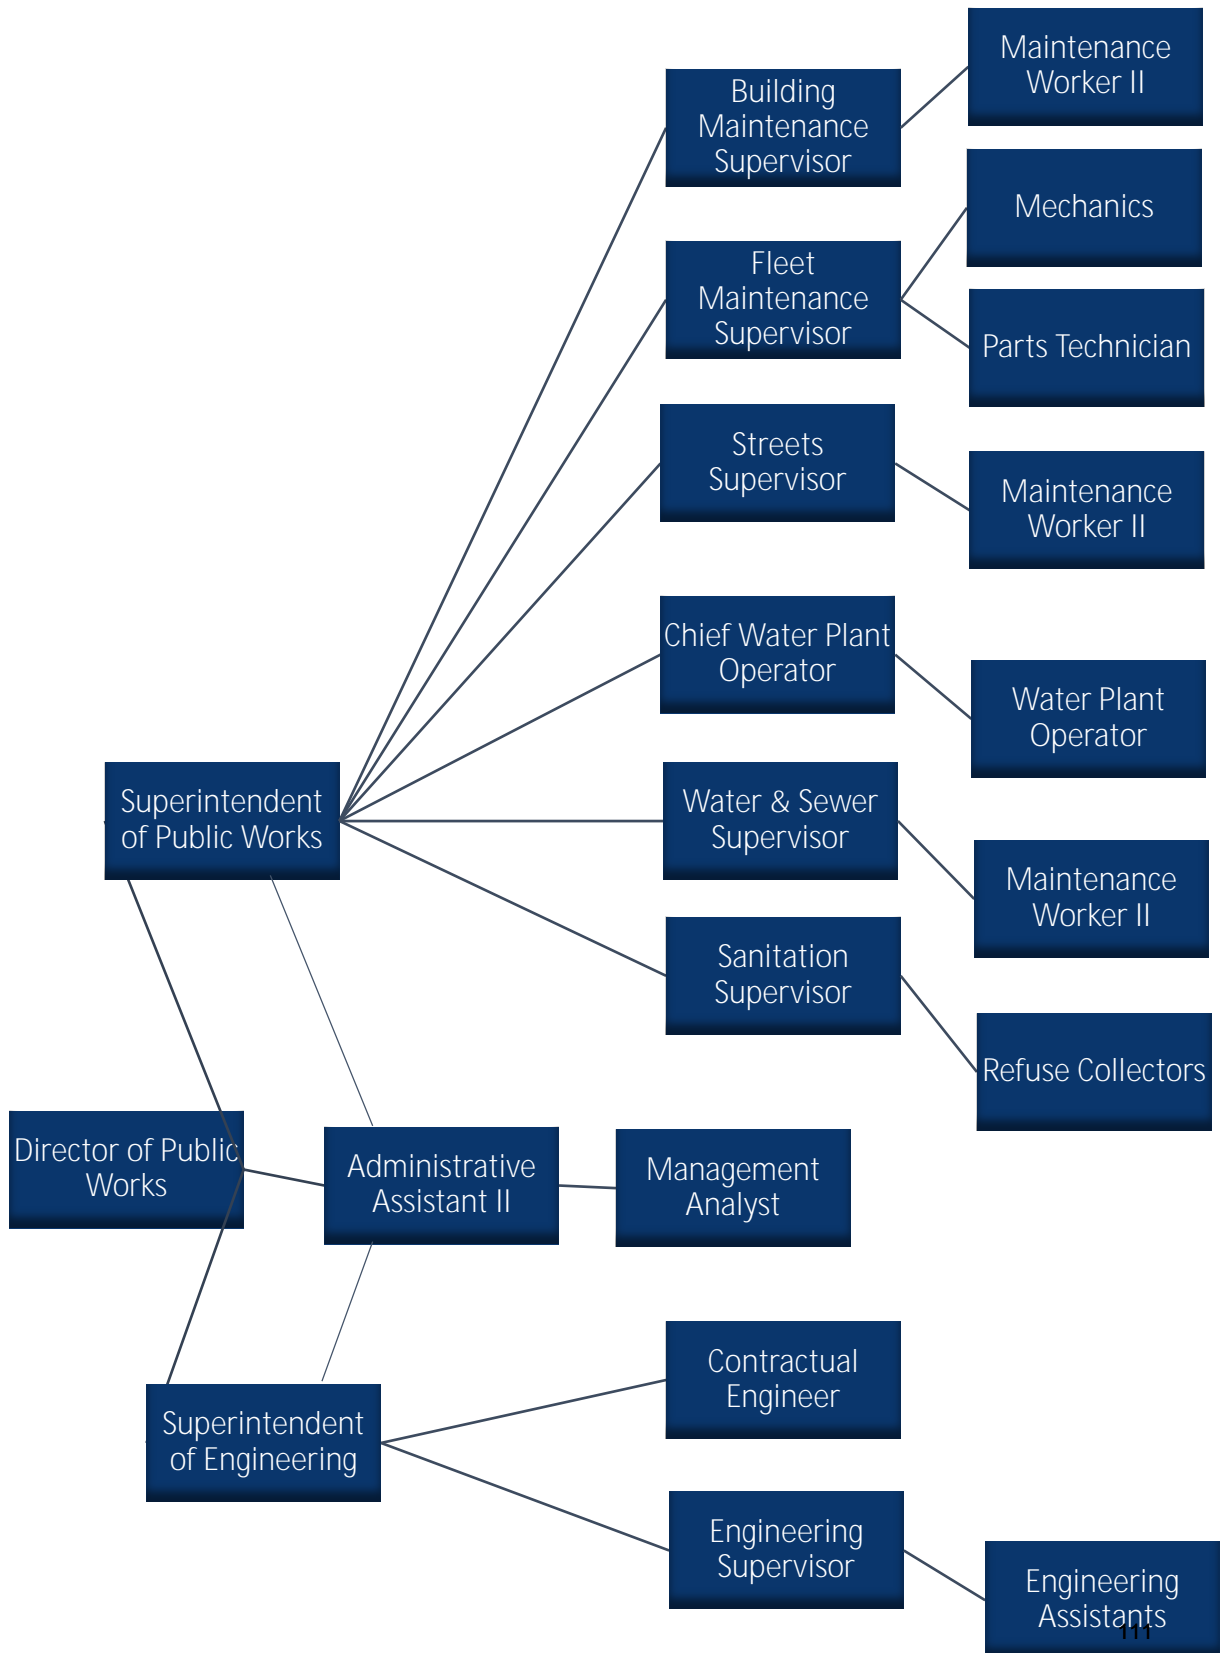 Maintenance
Worker II
Building
Maintenance
Supervisor
Mechanics
Fleet
Maintenance
Supervisor
Parts Technician
Streets
Supervisor
Maintenance
Worker II
Chief Water Plant
Operator
Water Plant
Operator
Superintendent
of Public Works
Water & Sewer
Supervisor
Maintenance
Worker II
Sanitation
Supervisor
Refuse Collectors
Director of Public
Works
Administrative
Assistant II
Management
Analyst
Contractual
Engineer
Superintendent
of Engineering
Engineering
Supervisor
Engineering
Assistants
111